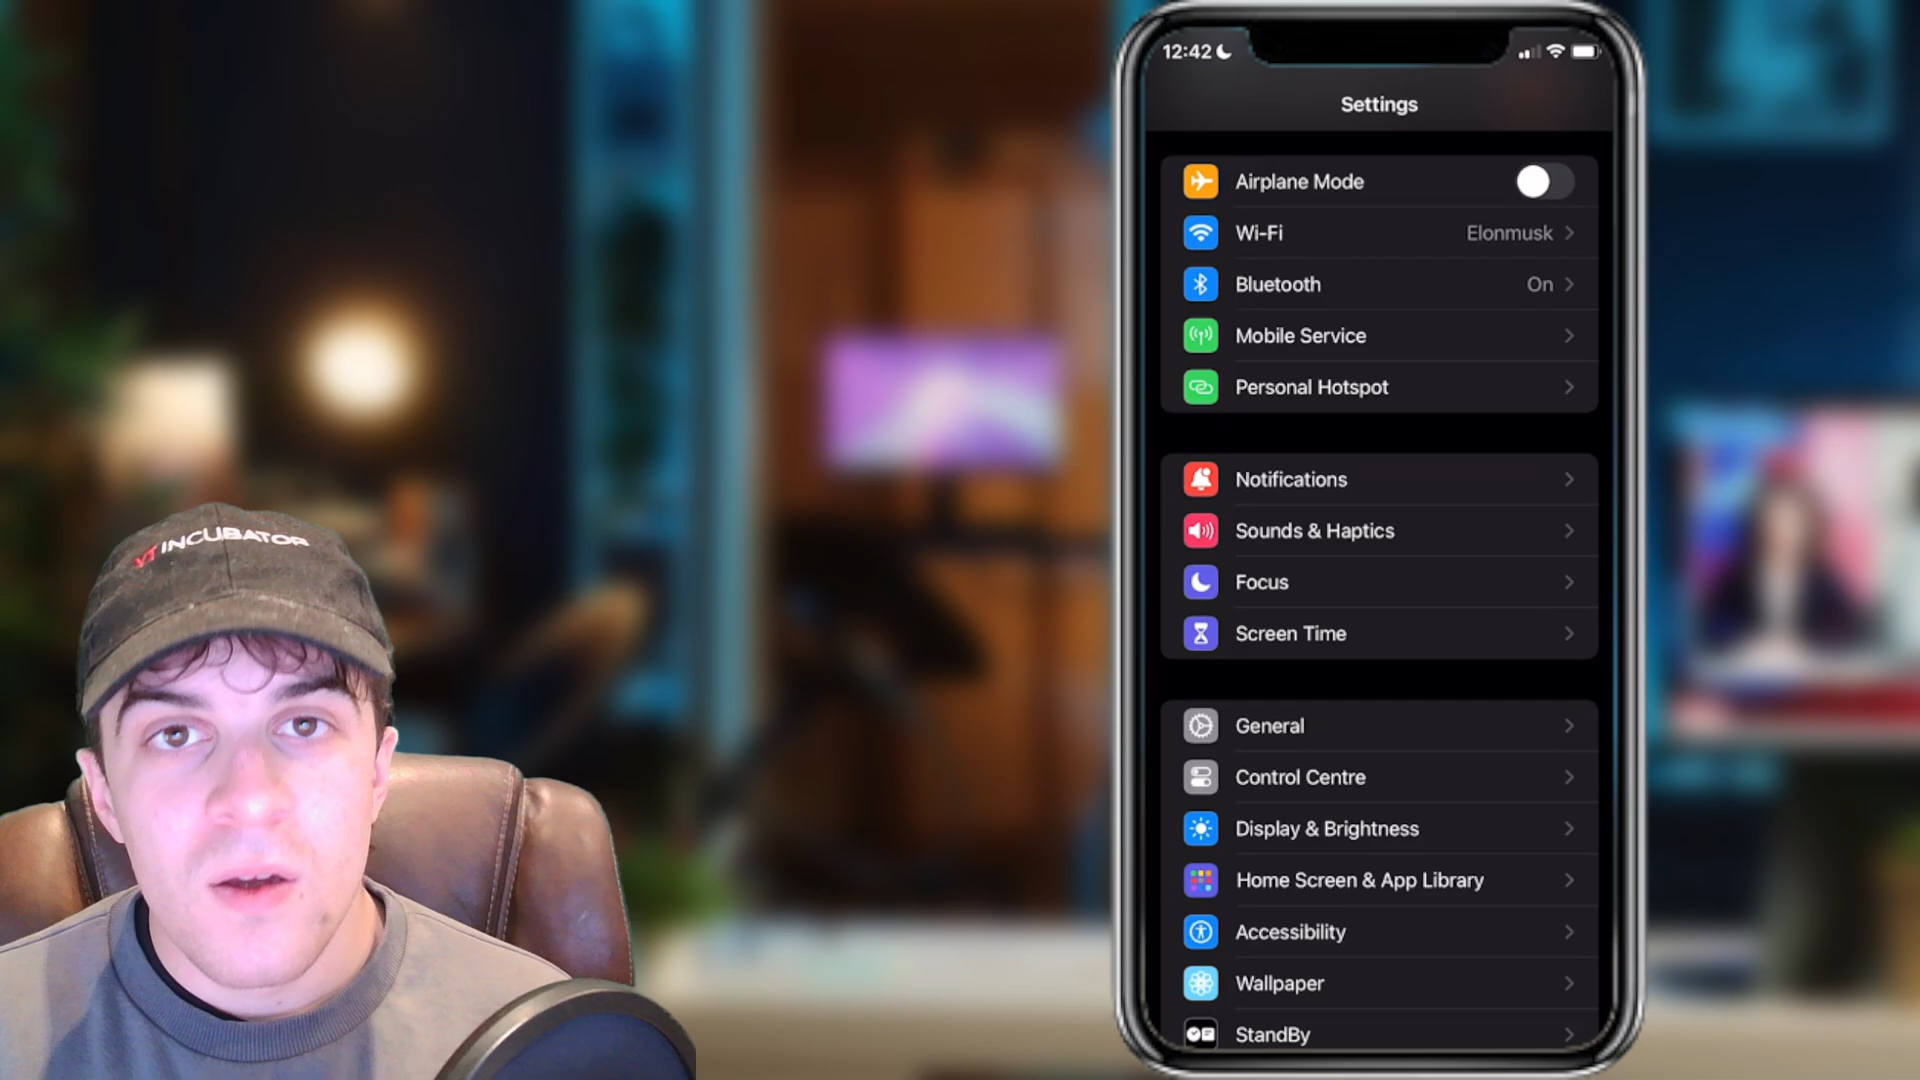 YT INCUBATOR
12:42
Settings
Airplane Mode
Wi-Fi Elonmusk
Bluetooth On
Mobile Service
Personal Hotspot
Notifications
Sounds & Haptics
Focus
Screen Time
General
Control Centre
Display & Brightness
Home Screen & App Library
Accessibility
Wallpaper
StandBy